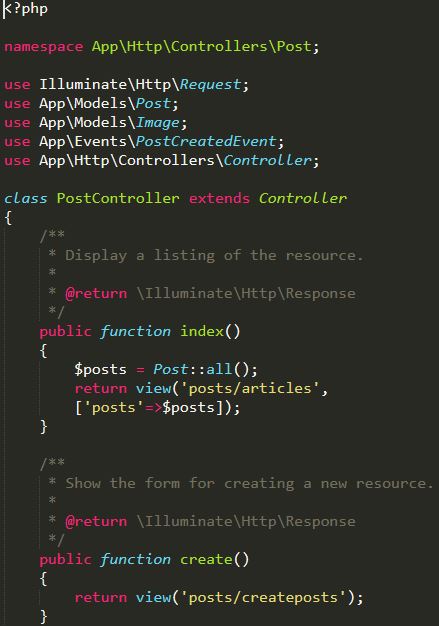 <?php
namespace App\Http\Controllers\Post;
use Illuminate\Http\Request;
use App\Models\Post;
use App\Models\Image;
use App\Events\PostCreatedEvent;
use App\Http\Controllers\Controller;
class PostController extends Controller
{
/**
* Display a listing of the resource.
*
* @return \Illuminate\Http\Response
*/
public function index()
{
$posts = Post::all();
return view('posts/articles',
['posts'=>$posts]);
}
/**
* Show the form for creating a new resource.
*
* @return \Illuminate\Http\Response
*/
public function create()
{
return view('posts/createposts');
}